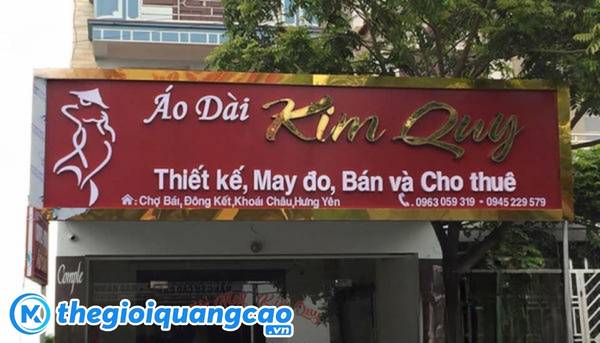 Áo Dài Kim Quy
Thiết kế, May đo, Bán và Cho thuê
: Chợ Bái, Đông Kết,Khoái Châu,Hưng Yên : 0963 059 319 - 0945 229 579
Comple
M thegioiquangcao
.vn